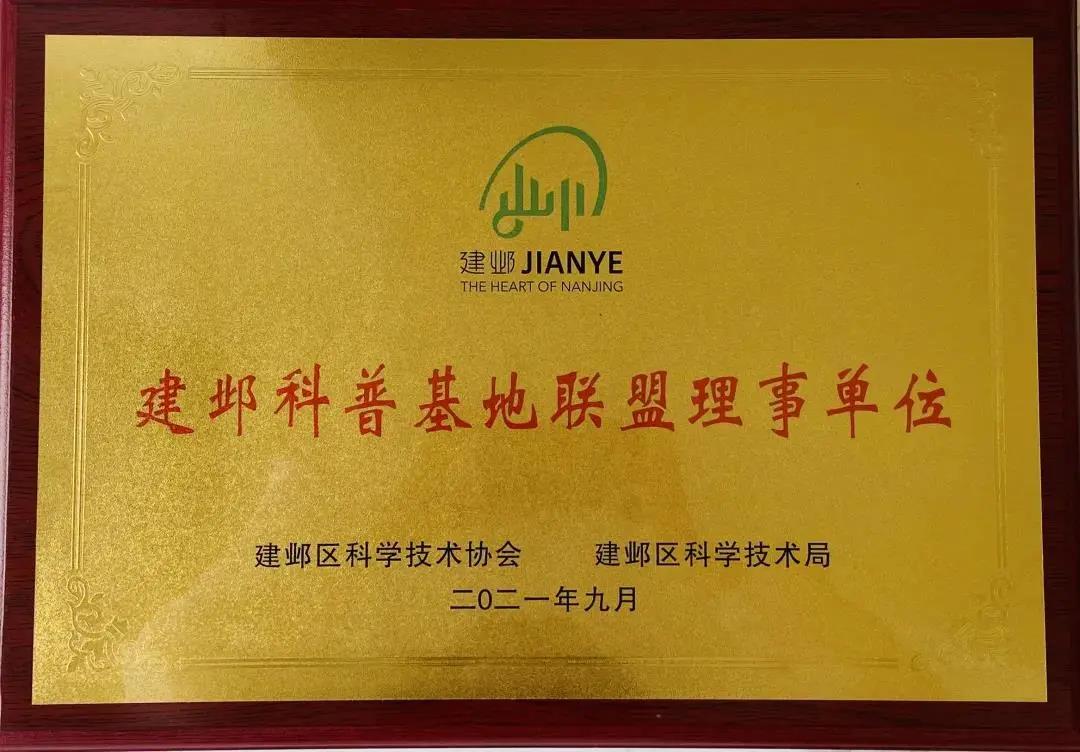 建邺 JIANYE
THE HEART OF NANJING
建邺科普基地联盟理事单位
建邺区科学技术协会 建邺区科学技术局
二〇二一年九月